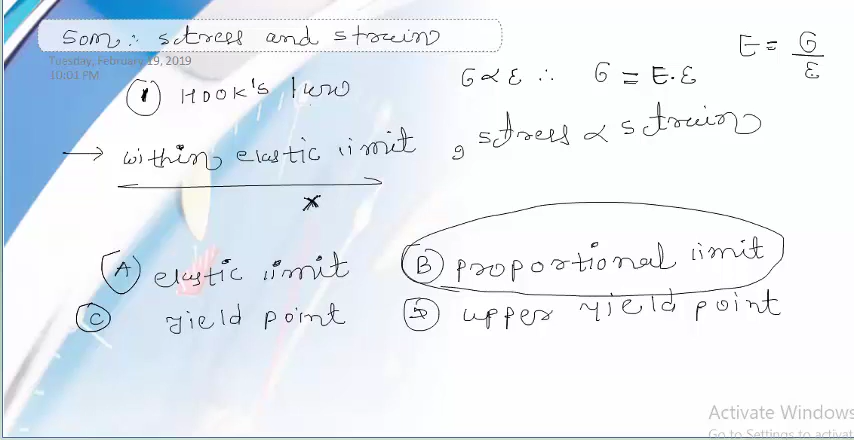 Som: stress and strain
Tuesday, February 19, 2019
10:01 PM
① HOOK'S law
σ ∝ ε ∴ σ = E.ε
E = σ/ε
→ within elastic limit, stress ∝ strain
×
Ⓐ elastic limit
Ⓑ proportional limit
Ⓒ yield point
Ⓓ upper yield point
Activate Windows
Go to Settings to activat